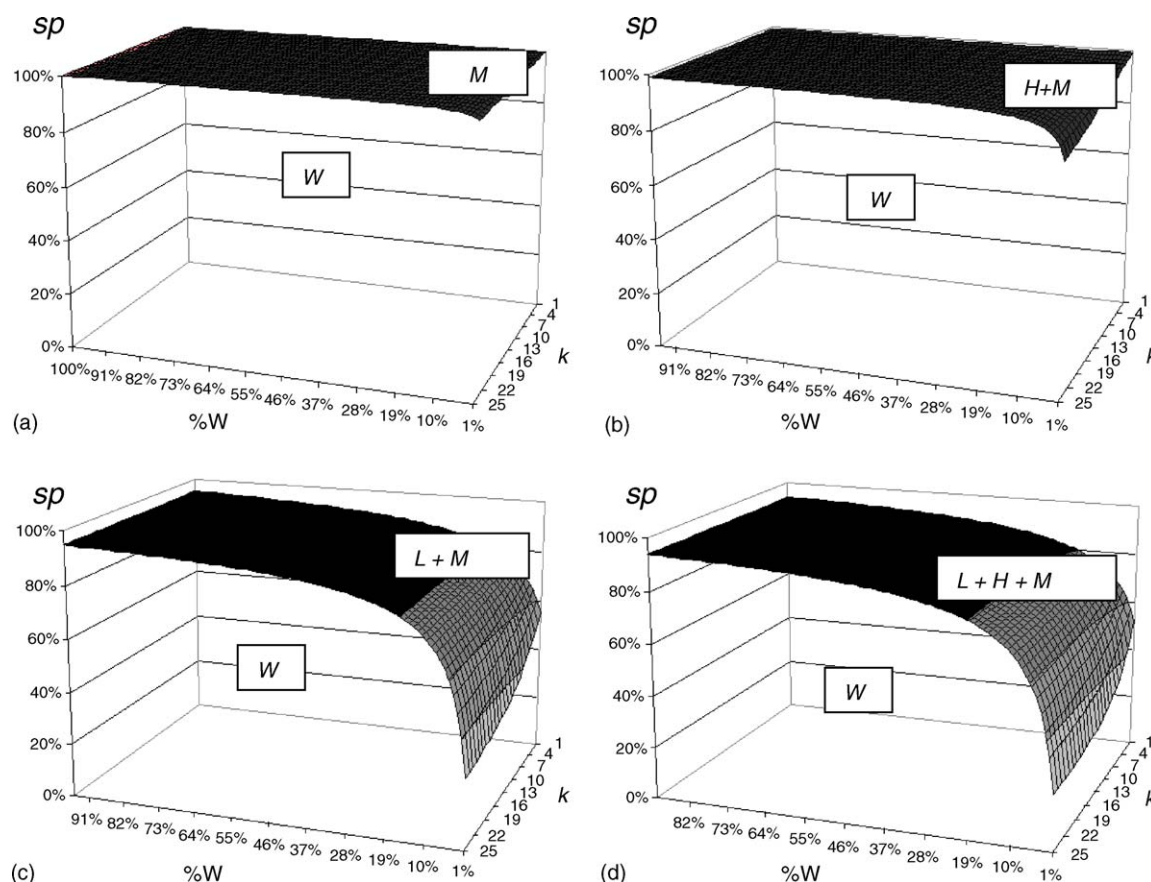 sp
M
100%
80%
W
60%
40%
20%
0%
100% 91% 82% 73% 64% 55% 46% 37% 28% 19% 10% 1%
1
4
7
10
13
16
19
22
25
k
%W
(a)
sp
H+M
100%
80%
W
60%
40%
20%
0%
91% 82% 73% 64% 55% 46% 37% 28% 19% 10% 1%
1
4
7
10
13
16
19
22
25
k
%W
(b)
sp
100%
L + M
80%
60%
W
40%
20%
0%
91% 82% 73% 64% 55% 46% 37% 28% 19% 10% 1%
1
4
7
10
13
16
19
22
25
k
%W
(c)
sp
100%
L + H + M
80%
60%
W
40%
20%
0%
82% 73% 64% 55% 46% 37% 28% 19% 10% 1%
1
4
7
10
13
16
19
22
25
k
%W
(d)